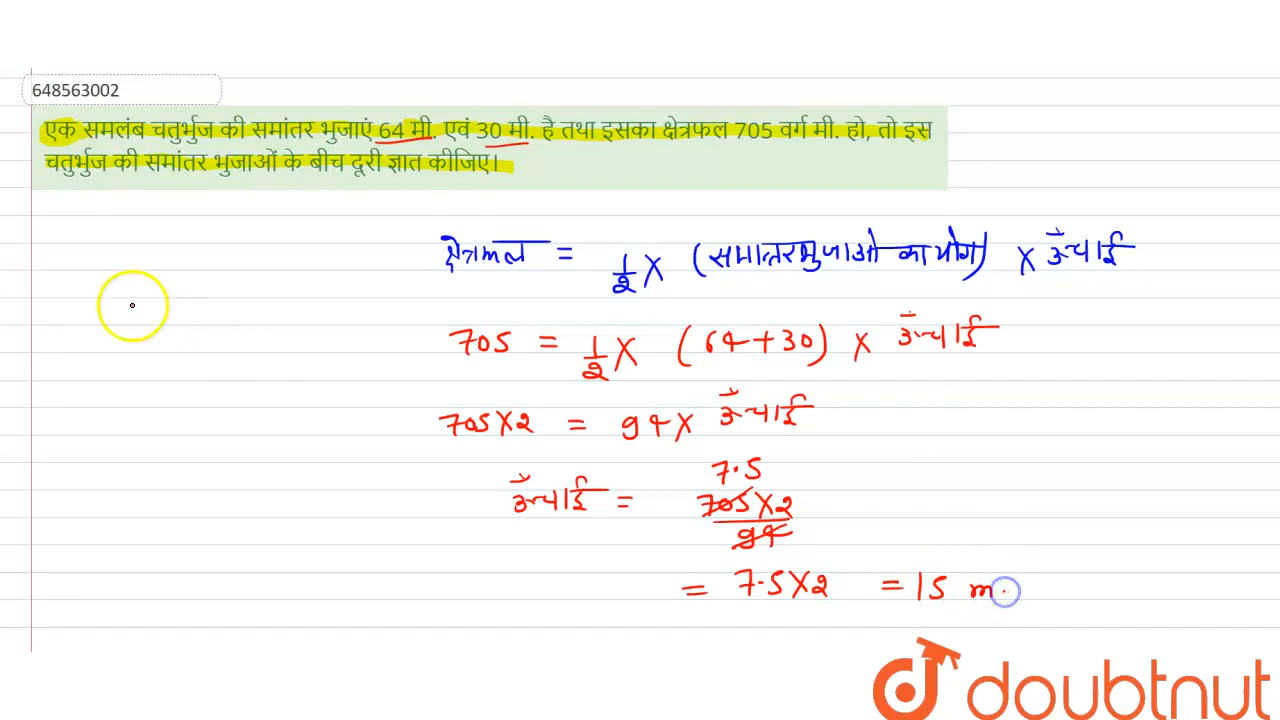 648563002
एक समलंब चतुर्भुज की समांतर भुजाएं 64 मी. एवं 30 मी. है तथा इसका क्षेत्रफल 705 वर्ग मी. हो, तो इस
चतुर्भुज की समांतर भुजाओं के बीच दूरी ज्ञात कीजिए।
क्षेत्रफल = 1/2 X (समान्तर भुजाओ का योग) X ऊँचाई
705 = 1/2 X (64+30) X ऊँचाई
705X2 = 94X ऊँचाई
7.5
ऊँचाई = 705X2/94
= 7.5X2 = 15 m.
doubtnut